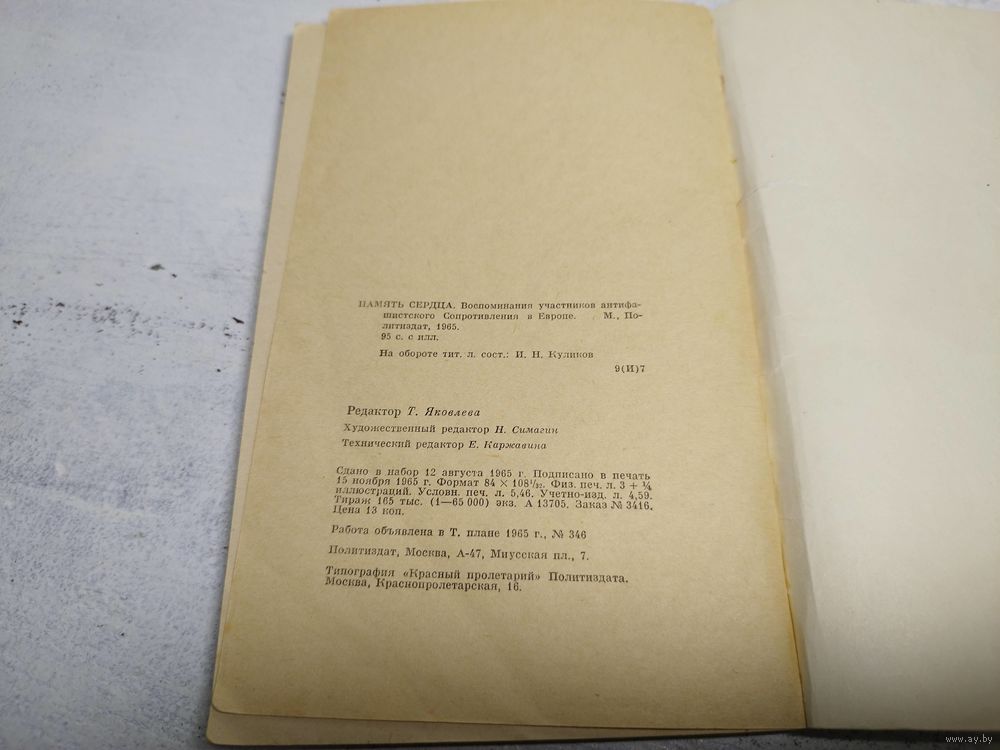 ПАМЯТЬ СЕРДЦА. Воспоминания участников антифа-
шистского Сопротивления в Европе. М., По-
литиздат, 1965.
95 с. с илл.
На обороте тит. л. сост.: И. Н. Куликов
9(И)7
Редактор Т. Яковлева
Художественный редактор Н. Симагин
Технический редактор Е. Каржавина
Сдано в набор 12 августа 1965 г. Подписано в печать
15 ноября 1965 г. Формат 84 × 108¹/₃₂. Физ. печ. л. 3 + ¼
иллюстраций. Условн. печ. л. 5,46. Учетно-изд. л. 4,59.
Тираж 165 тыс. (1—65 000) экз. А 13705. Заказ № 3416.
Цена 13 коп.
Работа объявлена в Т. плане 1965 г., № 346
Политиздат, Москва, А-47, Миусская пл., 7.
Типография «Красный пролетарий» Политиздата.
Москва, Краснопролетарская, 16.
www.ay.by